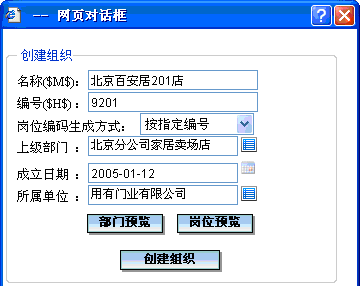 -- 网页对话框
创建组织
名称($M$)： 北京百安居201店
编号($H$)： 9201
岗位编码生成方式： 按指定编号
上级部门 ： 北京分公司家居卖场店
成立日期 ： 2005-01-12
所属单位 ： 用有门业有限公司
部门预览 岗位预览
创建组织